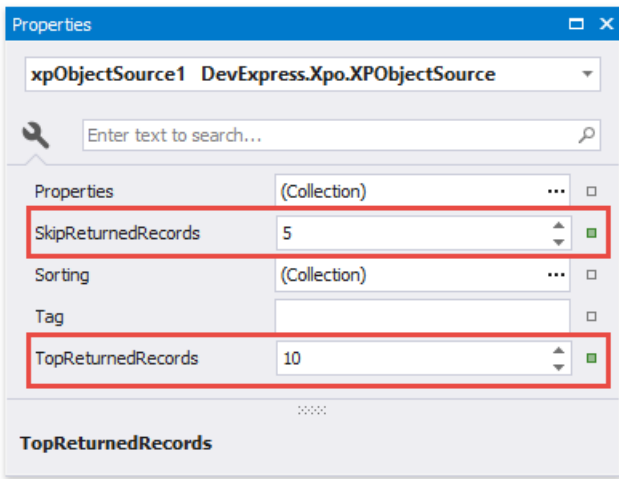 Properties
xpObjectSource1 DevExpress.Xpo.XPObjectSource
Enter text to search...
Properties (Collection) ...
SkipReturnedRecords 5
Sorting (Collection) ...
Tag
TopReturnedRecords 10
TopReturnedRecords